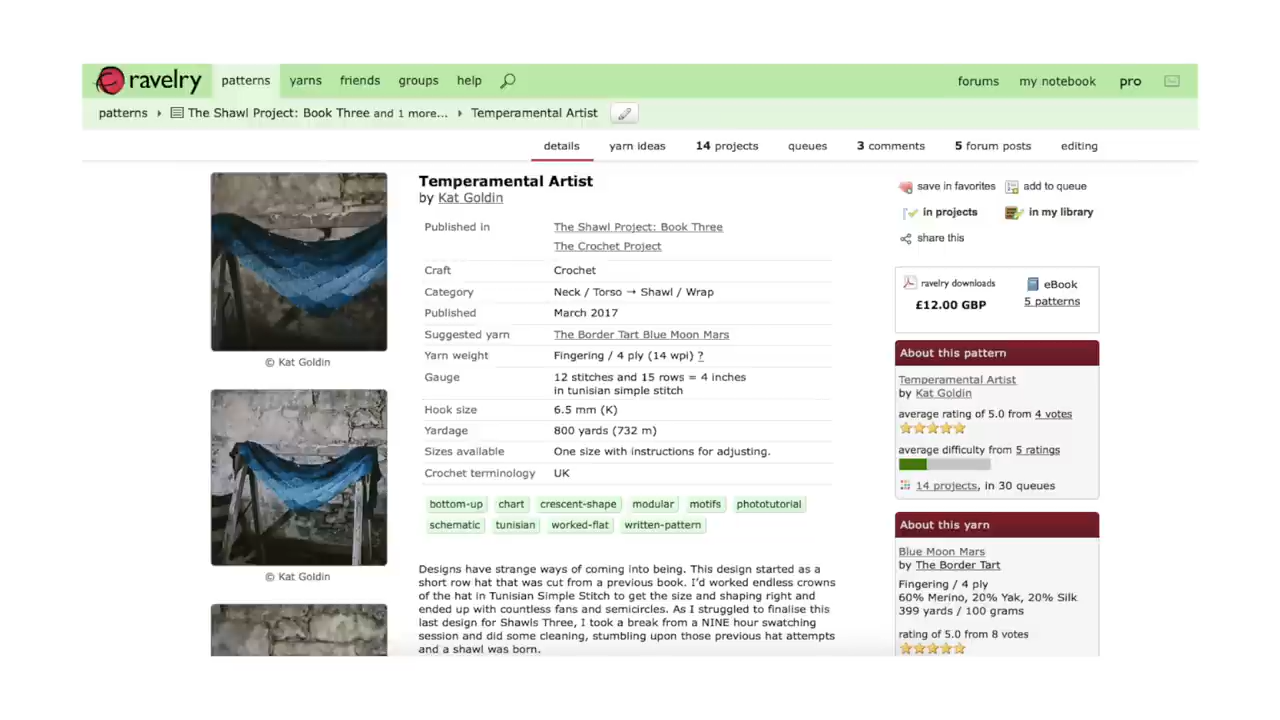 ravelry
patterns
yarns
friends
groups
help
forums
my notebook
pro
patterns ▸ The Shawl Project: Book Three and 1 more... ▸ Temperamental Artist
details
yarn ideas
14 projects
queues
3 comments
5 forum posts
editing
© Kat Goldin
© Kat Goldin
Temperamental Artist
by Kat Goldin
Published in The Shawl Project: Book Three
The Crochet Project
Craft Crochet
Category Neck / Torso → Shawl / Wrap
Published March 2017
Suggested yarn The Border Tart Blue Moon Mars
Yarn weight Fingering / 4 ply (14 wpi) ?
Gauge 12 stitches and 15 rows = 4 inches
in tunisian simple stitch
Hook size 6.5 mm (K)
Yardage 800 yards (732 m)
Sizes available One size with instructions for adjusting.
Crochet terminology UK
bottom-up chart crescent-shape modular motifs phototutorial
schematic tunisian worked-flat written-pattern
Designs have strange ways of coming into being. This design started as a
short row hat that was cut from a previous book. I'd worked endless crowns
of the hat in Tunisian Simple Stitch to get the size and shaping right and
ended up with countless fans and semicircles. As I struggled to finalise this
last design for Shawls Three, I took a break from a NINE hour swatching
session and did some cleaning, stumbling upon those previous hat attempts
and a shawl was born.
save in favorites
add to queue
in projects
in my library
share this
ravelry downloads
£12.00 GBP
eBook
5 patterns
About this pattern
Temperamental Artist
by Kat Goldin
average rating of 5.0 from 4 votes
average difficulty from 5 ratings
14 projects, in 30 queues
About this yarn
Blue Moon Mars
by The Border Tart
Fingering / 4 ply
60% Merino, 20% Yak, 20% Silk
399 yards / 100 grams
rating of 5.0 from 8 votes